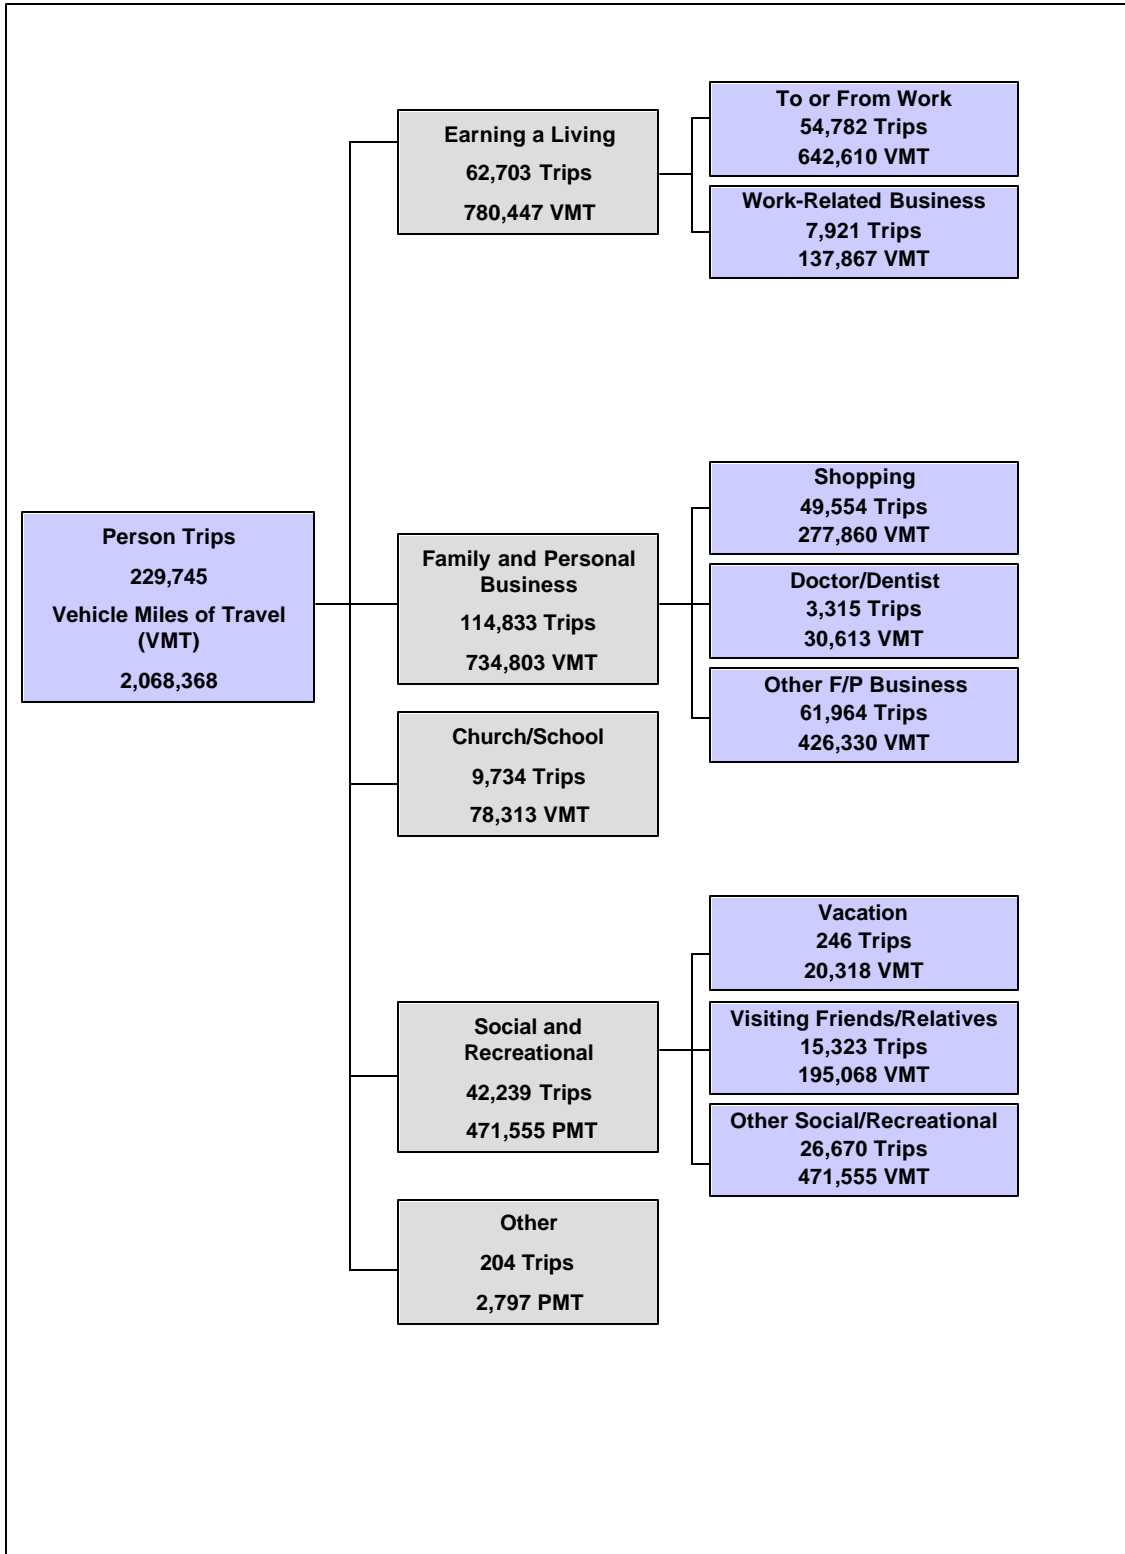 Person Trips
229,745
Vehicle Miles of Travel
(VMT)
2,068,368
Earning a Living
62,703 Trips
780,447 VMT
To or From Work
54,782 Trips
642,610 VMT
Work-Related Business
7,921 Trips
137,867 VMT
Family and Personal
Business
114,833 Trips
734,803 VMT
Shopping
49,554 Trips
277,860 VMT
Doctor/Dentist
3,315 Trips
30,613 VMT
Other F/P Business
61,964 Trips
426,330 VMT
Church/School
9,734 Trips
78,313 VMT
Social and
Recreational
42,239 Trips
471,555 PMT
Vacation
246 Trips
20,318 VMT
Visiting Friends/Relatives
15,323 Trips
195,068 VMT
Other Social/Recreational
26,670 Trips
471,555 VMT
Other
204 Trips
2,797 PMT